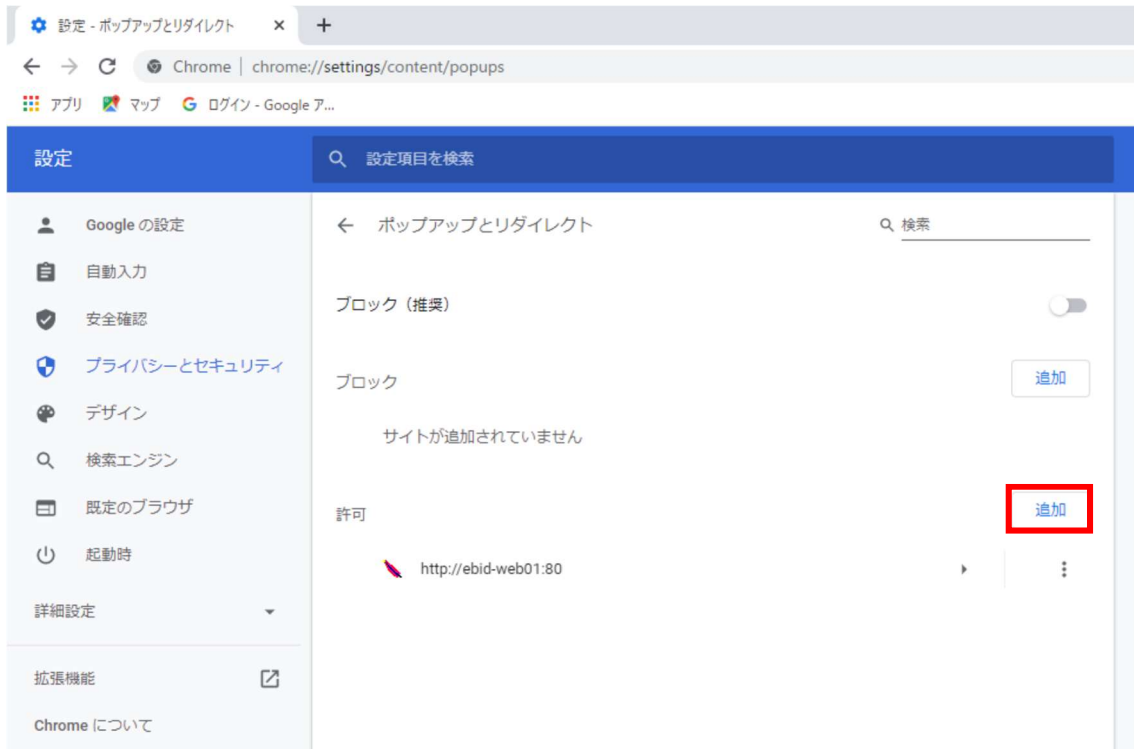 設定 - ポップアップとリダイレクト
Chrome | chrome://settings/content/popups
アプリ マップ ログイン - Google ア...
設定
設定項目を検索
Google の設定
自動入力
安全確認
プライバシーとセキュリティ
デザイン
検索エンジン
既定のブラウザ
起動時
詳細設定
拡張機能
Chrome について
ポップアップとリダイレクト
検索
ブロック（推奨）
ブロック
追加
サイトが追加されていません
許可
追加
http://ebid-web01:80